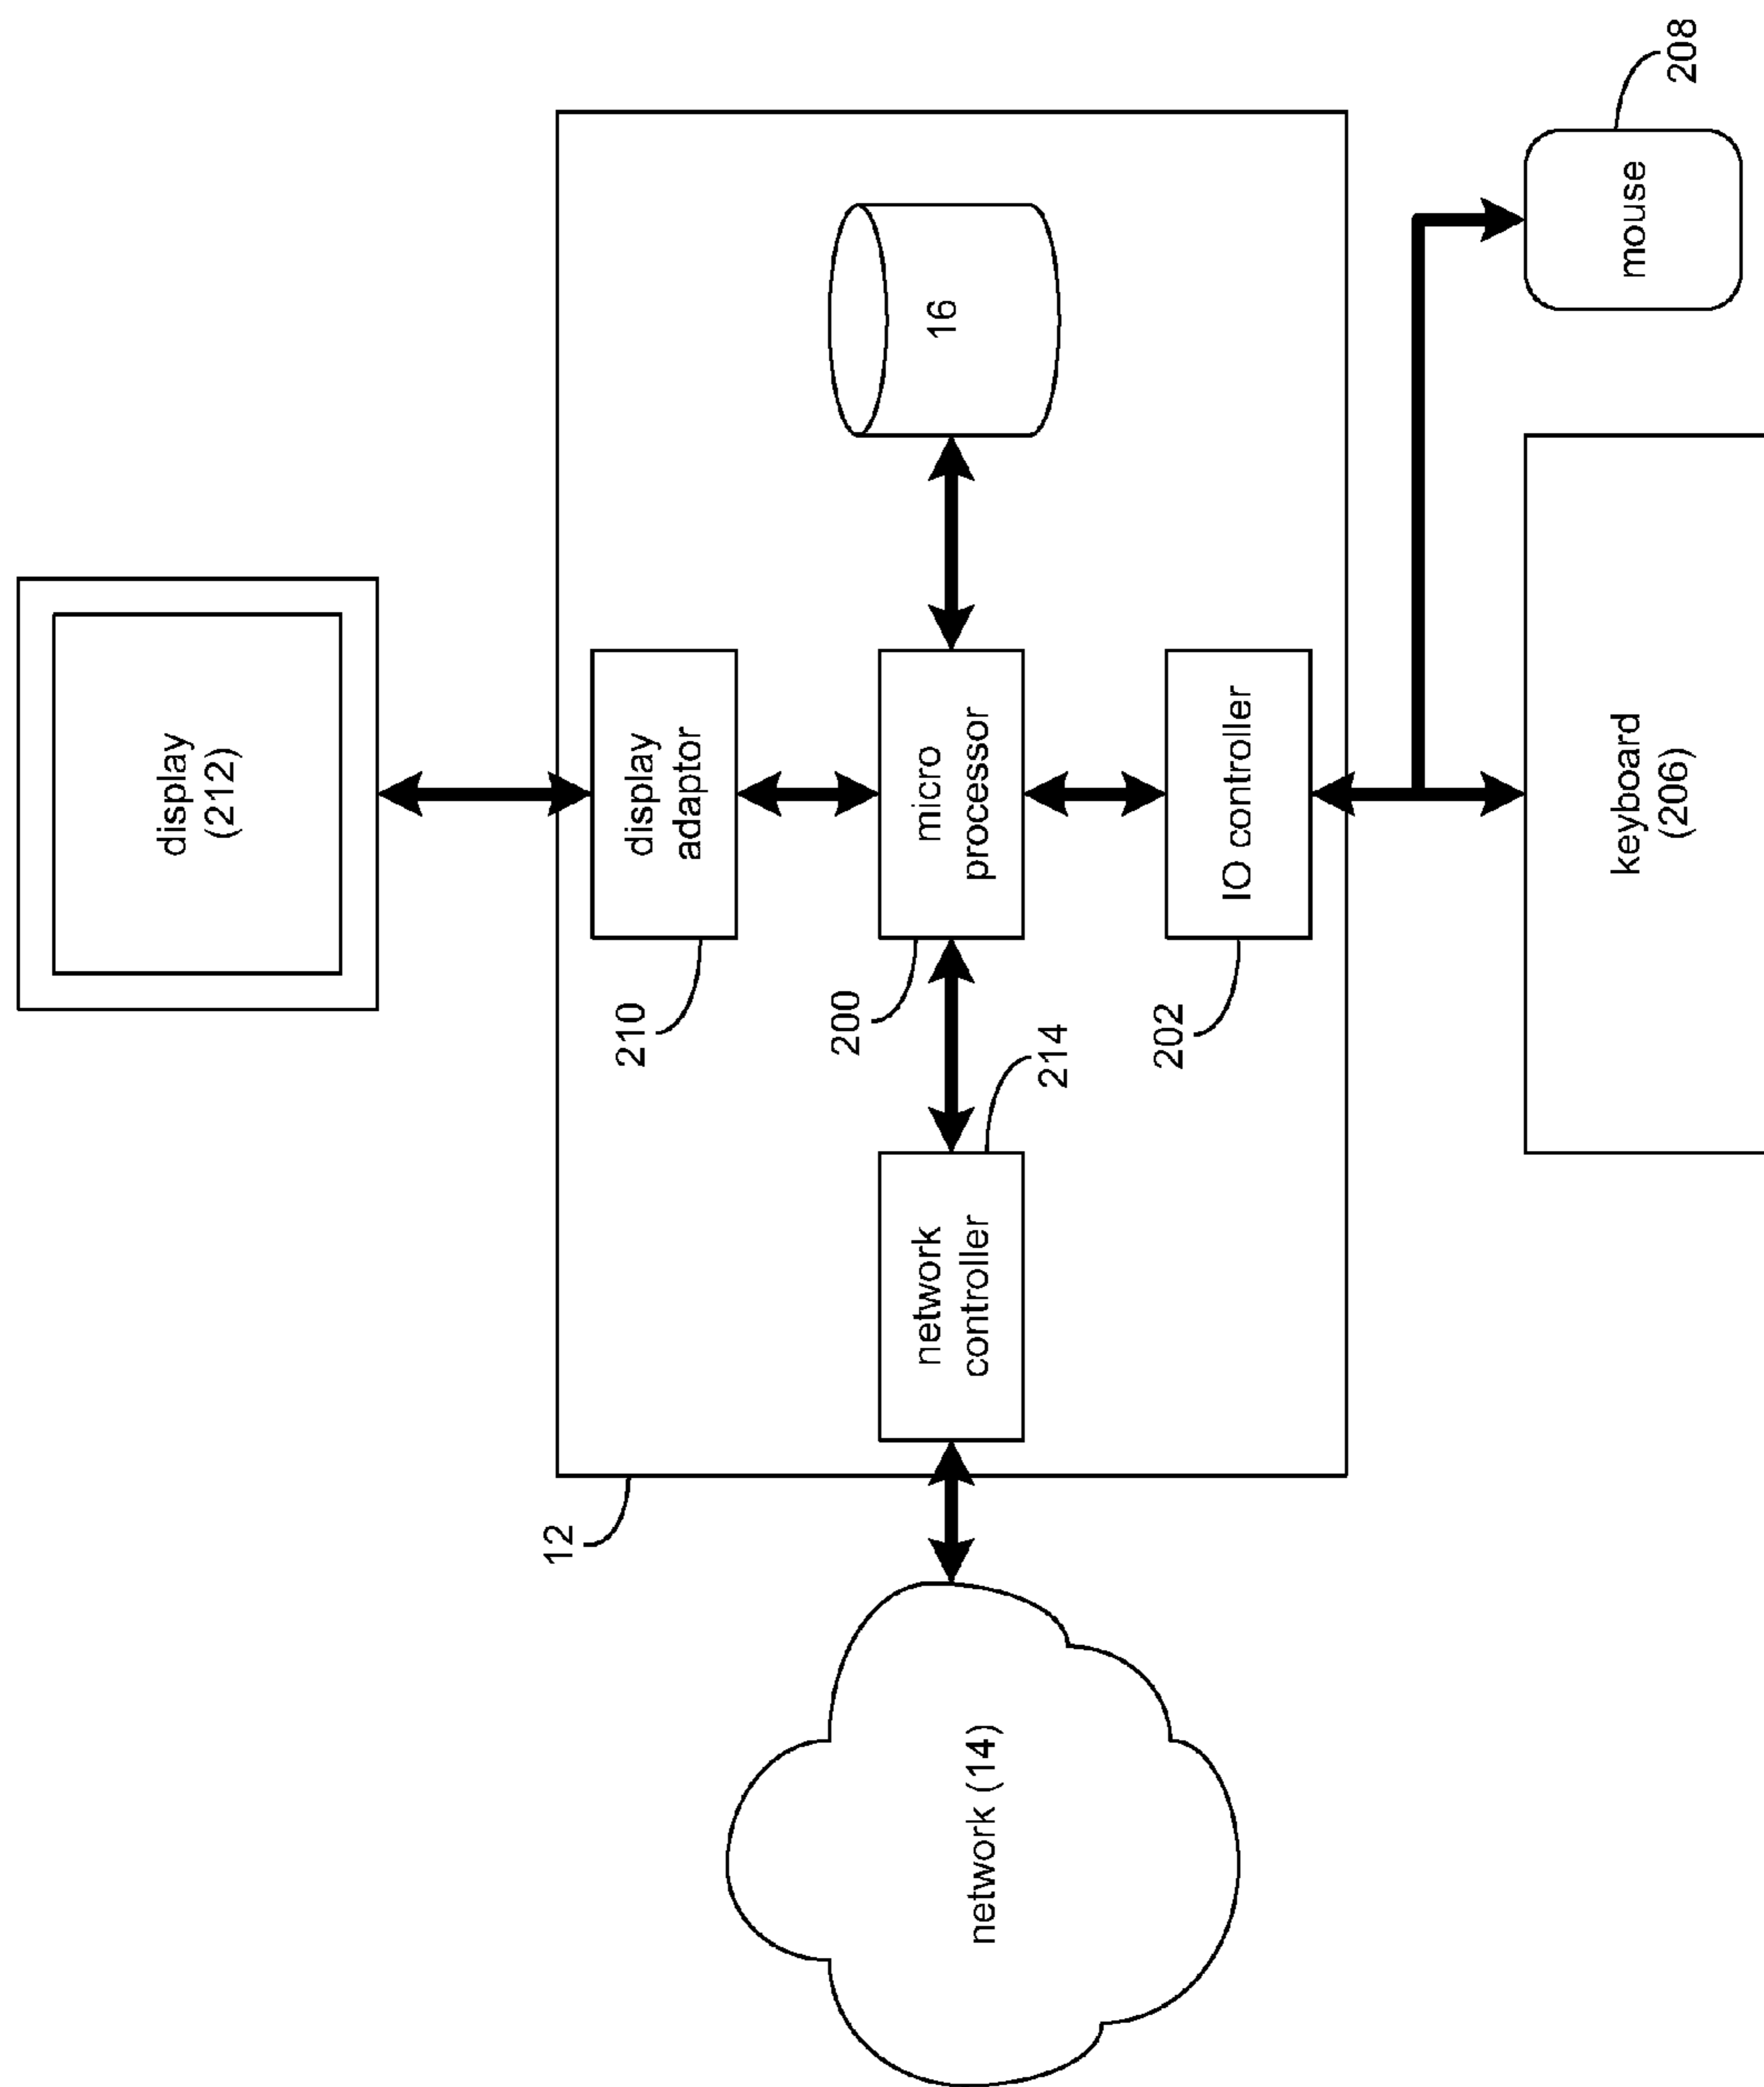 display
(212)
display
adaptor
210
micro
processor
200
16
network
controller
214
IO controller
202
12
network (14)
keyboard
(206)
mouse
208